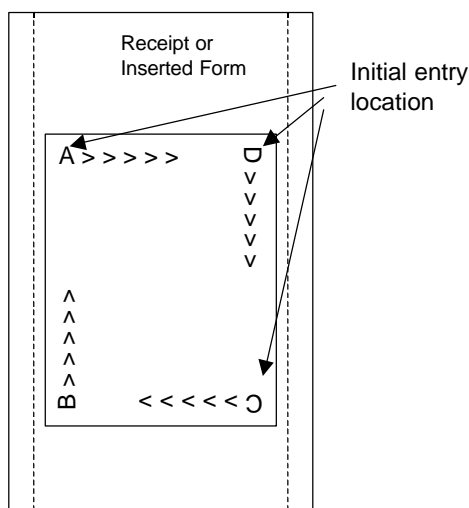 Receipt or
Inserted Form
Initial entry
location
A > > > > >
D > > > > >
B > > > > >
C > > > > >